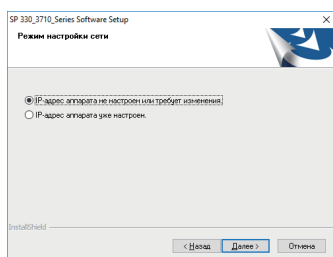 SP 330_3710_Series Software Setup
Режим настройки сети
IP-адрес аппарата не настроен или требует изменения.
IP-адрес аппарата уже настроен.
InstallShield
< Назад
Далее >
Отмена